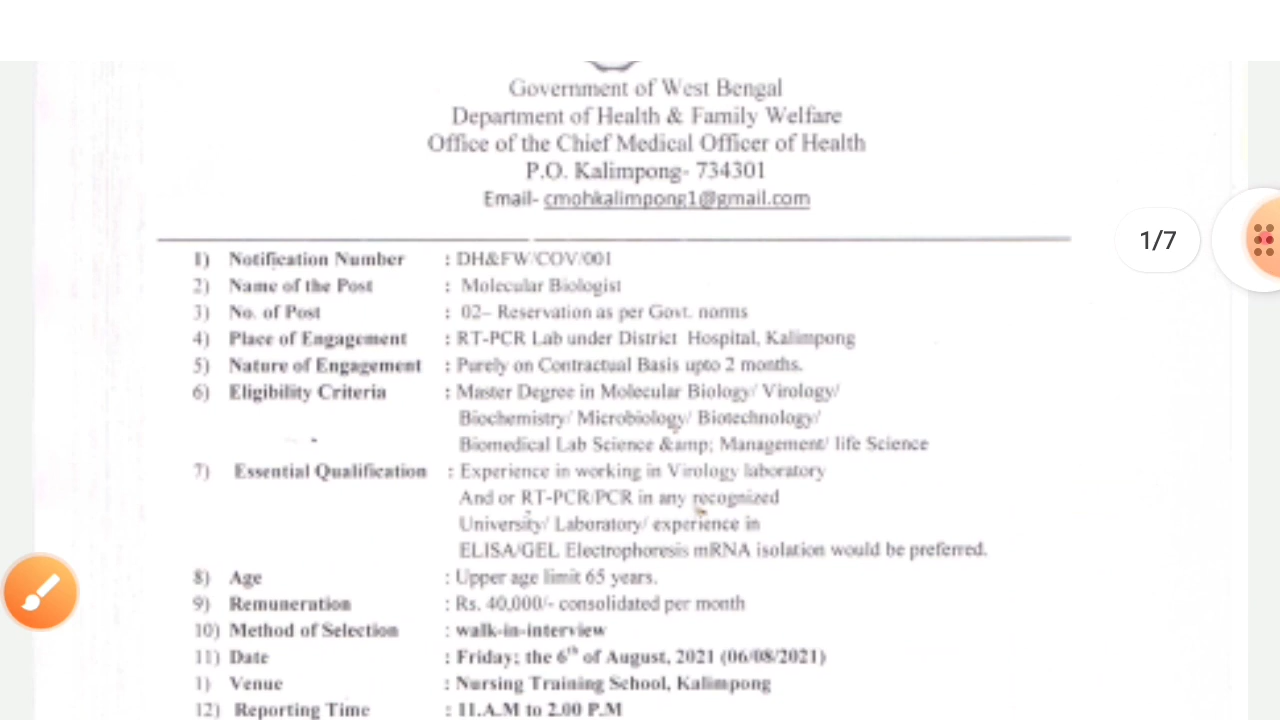 Government of West Bengal
Department of Health & Family Welfare
Office of the Chief Medical Officer of Health
P.O. Kalimpong- 734301
Email- cmohkalimpong1@gmail.com
1/7
1) Notification Number : DH&FW/COV/001
2) Name of the Post : Molecular Biologist
3) No. of Post : 02– Reservation as per Govt. norms
4) Place of Engagement : RT-PCR Lab under District Hospital, Kalimpong
5) Nature of Engagement : Purely on Contractual Basis upto 2 months.
6) Eligibility Criteria : Master Degree in Molecular Biology/ Virology/
Biochemistry/ Microbiology/ Biotechnology/
Biomedical Lab Science &amp; Management/ life Science
7) Essential Qualification : Experience in working in Virology laboratory
And or RT-PCR/PCR in any recognized
University/ Laboratory/ experience in
ELISA/GEL Electrophoresis mRNA isolation would be preferred.
8) Age : Upper age limit 65 years.
9) Remuneration : Rs. 40,000/- consolidated per month
10) Method of Selection : walk-in-interview
11) Date : Friday; the 6th of August, 2021 (06/08/2021)
1) Venue : Nursing Training School, Kalimpong
12) Reporting Time : 11.A.M to 2.00 P.M